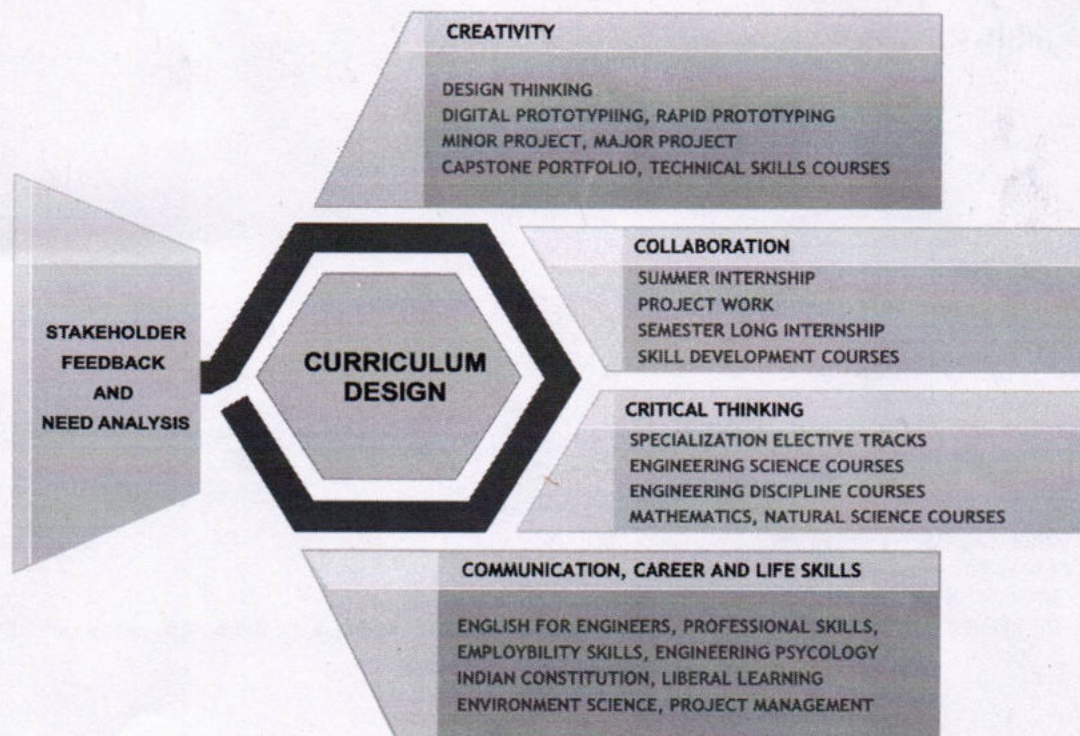 CREATIVITY
DESIGN THINKING
DIGITAL PROTOTYPIING, RAPID PROTOTYPING
MINOR PROJECT, MAJOR PROJECT
CAPSTONE PORTFOLIO, TECHNICAL SKILLS COURSES
STAKEHOLDER
FEEDBACK
AND
NEED ANALYSIS
CURRICULUM
DESIGN
COLLABORATION
SUMMER INTERNSHIP
PROJECT WORK
SEMESTER LONG INTERNSHIP
SKILL DEVELOPMENT COURSES
CRITICAL THINKING
SPECIALIZATION ELECTIVE TRACKS
ENGINEERING SCIENCE COURSES
ENGINEERING DISCIPLINE COURSES
MATHEMATICS, NATURAL SCIENCE COURSES
COMMUNICATION, CAREER AND LIFE SKILLS
ENGLISH FOR ENGINEERS, PROFESSIONAL SKILLS,
EMPLOYBILITY SKILLS, ENGINEERING PSYCOLOGY
INDIAN CONSTITUTION, LIBERAL LEARNING
ENVIRONMENT SCIENCE, PROJECT MANAGEMENT